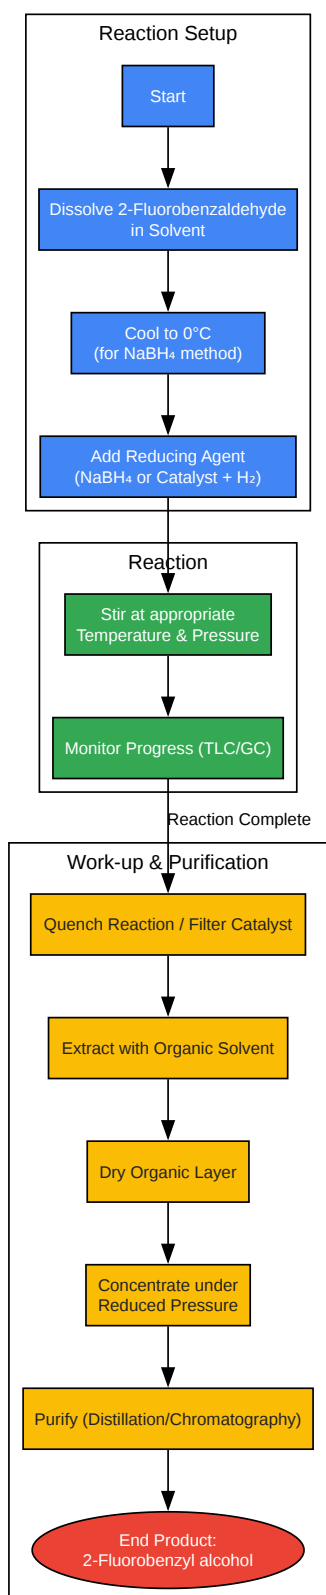 Reaction Setup
Start
Dissolve 2-Fluorobenzaldehyde
in Solvent
Cool to 0°C
(for NaBH₄ method)
Add Reducing Agent
(NaBH₄ or Catalyst + H₂)
Reaction
Stir at appropriate
Temperature & Pressure
Monitor Progress (TLC/GC)
Reaction Complete
Work-up & Purification
Quench Reaction / Filter Catalyst
Extract with Organic Solvent
Dry Organic Layer
Concentrate under
Reduced Pressure
Purify (Distillation/Chromatography)
End Product:
2-Fluorobenzyl alcohol